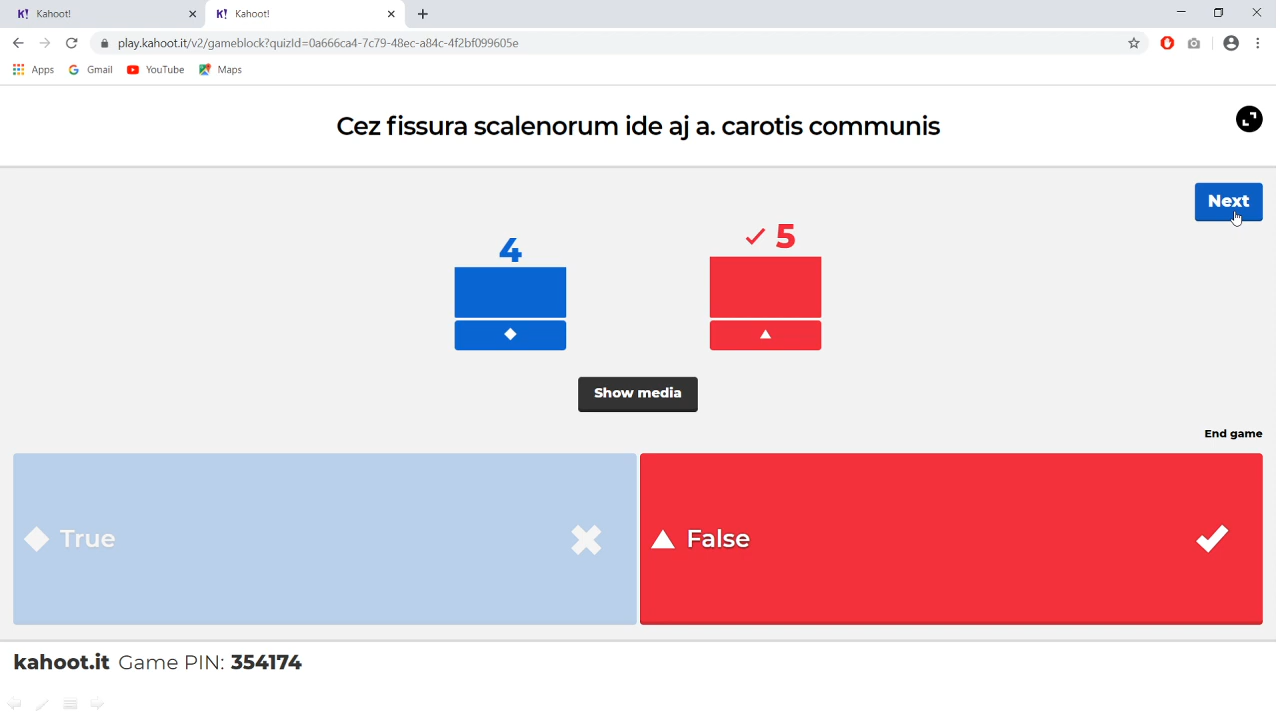 Kahoot!
Kahoot!
play.kahoot.it/v2/gameblock?quizId=0a666ca4-7c79-48ec-a84c-4f2bf099605e
Apps Gmail YouTube Maps
Cez fissura scalenorum ide aj a. carotis communis
Next
4
5
Show media
End game
True
False
kahoot.it Game PIN: 354174